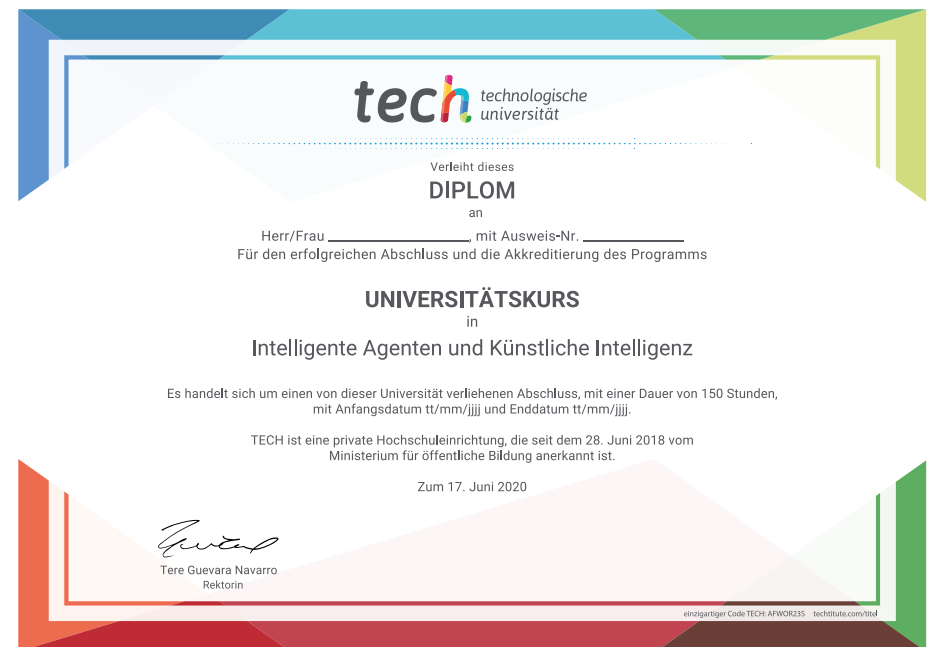 tech technologische
universität
Verleiht dieses
DIPLOM
an
Herr/Frau ____________________, mit Ausweis-Nr. ______________
Für den erfolgreichen Abschluss und die Akkreditierung des Programms
UNIVERSITÄTSKURS
in
Intelligente Agenten und Künstliche Intelligenz
Es handelt sich um einen von dieser Universität verliehenen Abschluss, mit einer Dauer von 150 Stunden,
mit Anfangsdatum tt/mm/jjjj und Enddatum tt/mm/jjjj.
TECH ist eine private Hochschuleinrichtung, die seit dem 28. Juni 2018 vom
Ministerium für öffentliche Bildung anerkannt ist.
Zum 17. Juni 2020
Tere Guevara Navarro
Rektorin
einzigartiger Code TECH: AFWOR23S techtitute.com/titel